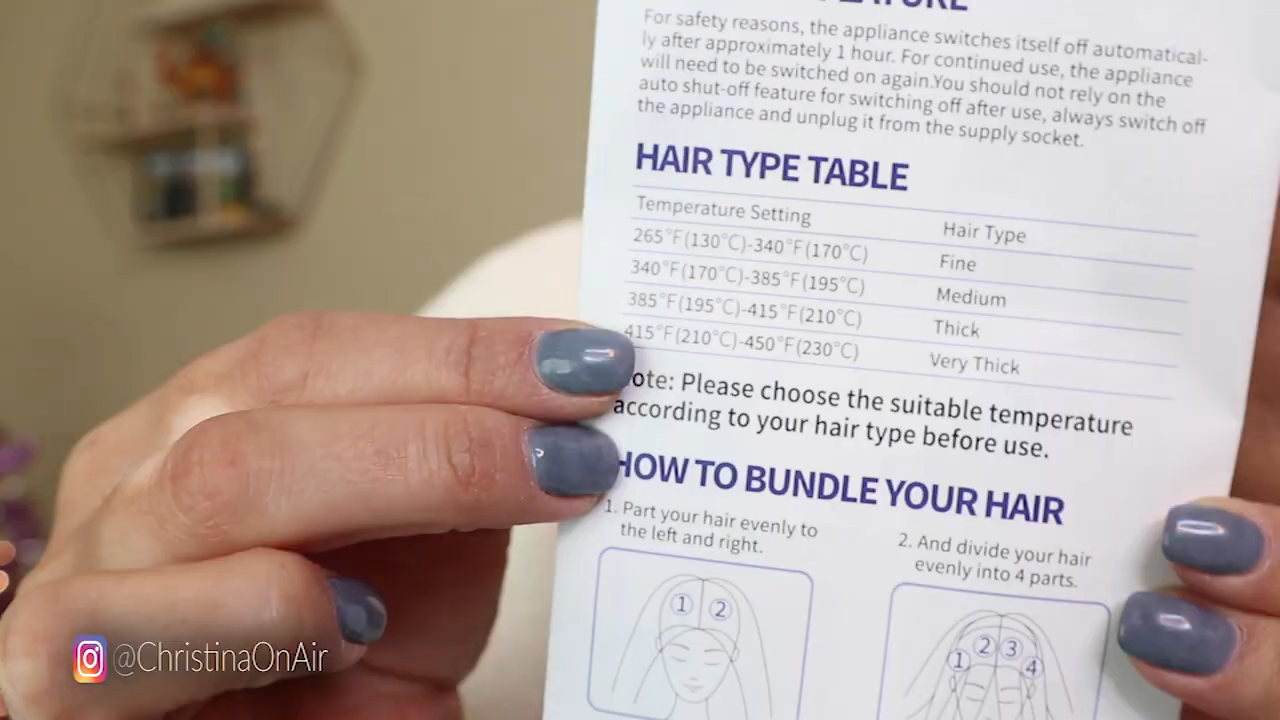 For safety reasons, the appliance switches itself off automatical-
ly after approximately 1 hour. For continued use, the appliance
will need to be switched on again.You should not rely on the
auto shut-off feature for switching off after use, always switch off
the appliance and unplug it from the supply socket.
HAIR TYPE TABLE
Temperature Setting Hair Type
265°F(130°C)-340°F(170°C) Fine
340°F(170°C)-385°F(195°C) Medium
385°F(195°C)-415°F(210°C) Thick
415°F(210°C)-450°F(230°C) Very Thick
ote: Please choose the suitable temperature
according to your hair type before use.
HOW TO BUNDLE YOUR HAIR
1. Part your hair evenly to
the left and right.
2. And divide your hair
evenly into 4 parts.
1 2
1 2 3 4
@ChristinaOnAir